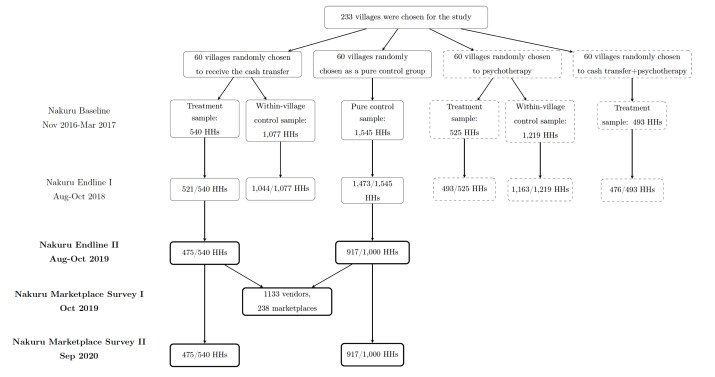 233 villages were chosen for the study
60 villages randomly chosen
to receive the cash transfer
60 villages randomly
chosen as a pure control group
60 villages randomly chosen
to psychotherapy
60 villages randomly chosen
to cash transfer+psychotherapy
Nakuru Baseline
Nov 2016-Mar 2017
Treatment
sample:
540 HHs
Within-village
control sample:
1,077 HHs
Pure control
sample:
1,545 HHs
Treatment
sample:
525 HHs
Within-village
control sample:
1,219 HHs
Treatment
sample: 493 HHs
Nakuru Endline I
Aug-Oct 2018
521/540 HHs
1,044/1,077 HHs
1,473/1,545
HHs
493/525 HHs
1,163/1,219 HHs
476/493 HHs
Nakuru Endline II
Aug-Oct 2019
475/540 HHs
917/1,000 HHs
Nakuru Marketplace Survey I
Oct 2019
1133 vendors,
238 marketplaces
Nakuru Marketplace Survey II
Sep 2020
475/540 HHs
917/1,000 HHs